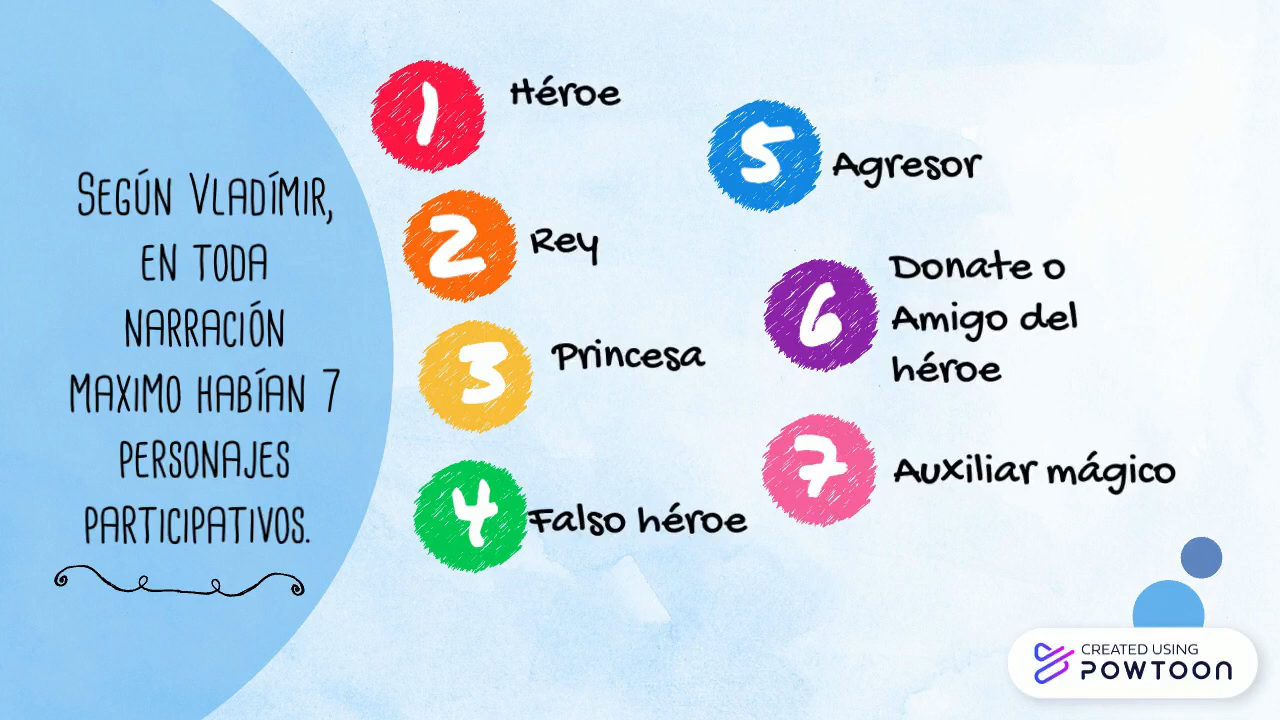 SEGÚN VLADÍMIR,
EN TODA
NARRACIÓN
MAXIMO HABÍAN 7
PERSONAJES
PARTICIPATIVOS.
1 Héroe
2 Rey
3 Princesa
4 Falso héroe
5 Agresor
6 Donate o
Amigo del
héroe
7 Auxiliar mágico
CREATED USING
POWTOON